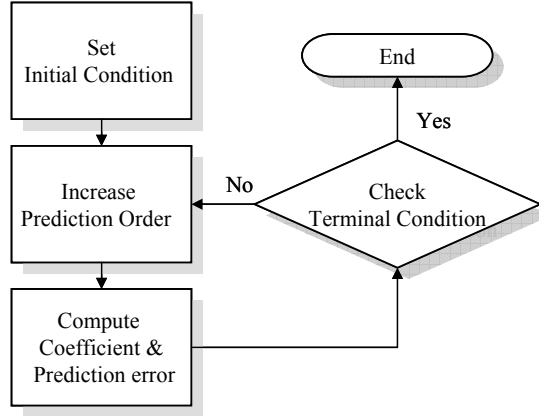 Set
Initial Condition
Increase
Prediction Order
Compute
Coefficient &
Prediction error
No
Check
Terminal Condition
Yes
End